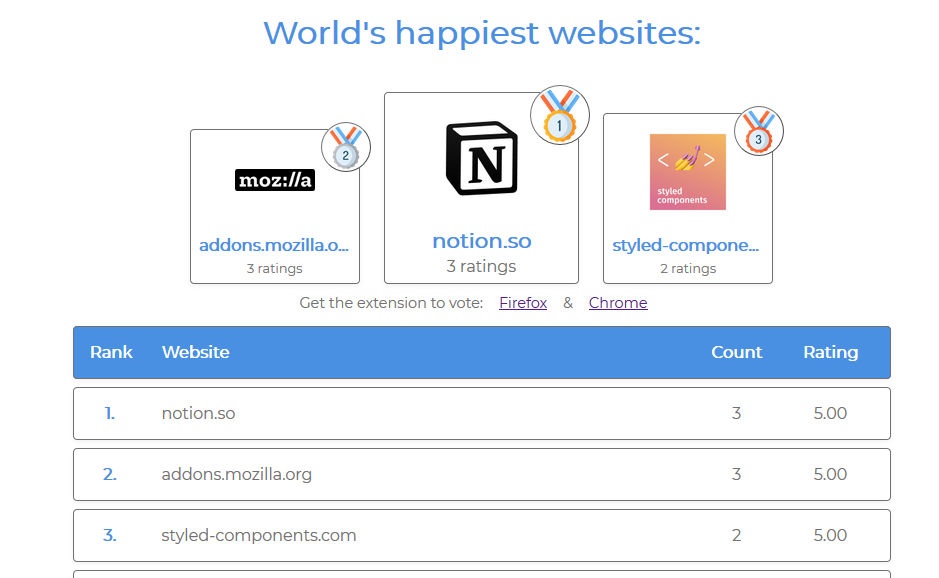 World's happiest websites:
2
1
3
moz://a
N
< >
styled
components
addons.mozilla.o...
notion.so
styled-compone...
3 ratings
3 ratings
2 ratings
Get the extension to vote: Firefox & Chrome
Rank Website Count Rating
1. notion.so 3 5.00
2. addons.mozilla.org 3 5.00
3. styled-components.com 2 5.00